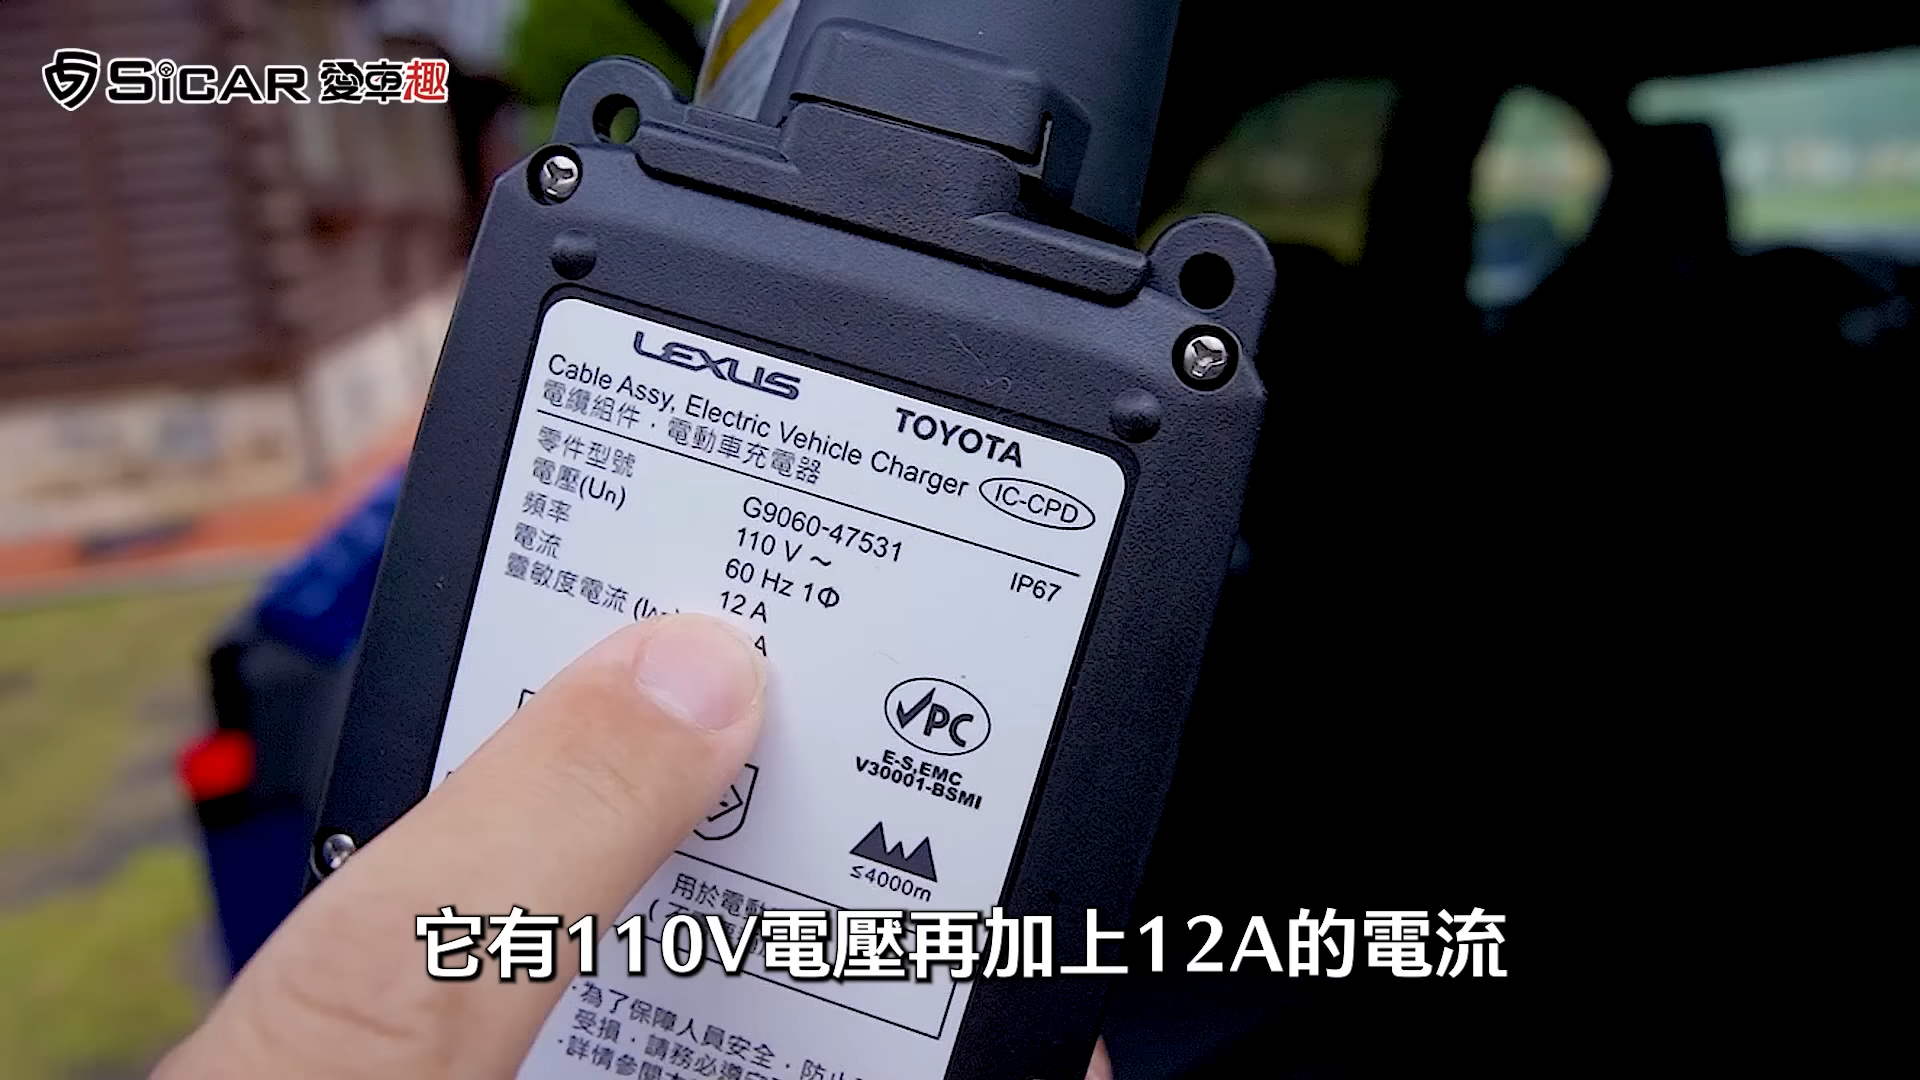 SiCAR 愛車趣
LEXUS
TOYOTA
Cable Assy, Electric Vehicle Charger
IC-CPD
電纜組件，電動車充電器
零件型號 G9060-47531
電壓(Un) 110 V ～ IP67
頻率 60 Hz 1Φ
電流 12 A
靈敏度電流 A
VPC
E-S,EMC
V30001-BSMI
≤4000m
用於電動
它有110V電壓再加上12A的電流
·為了保障人員安全，防止
受損，請務必遵守
·詳情參閱